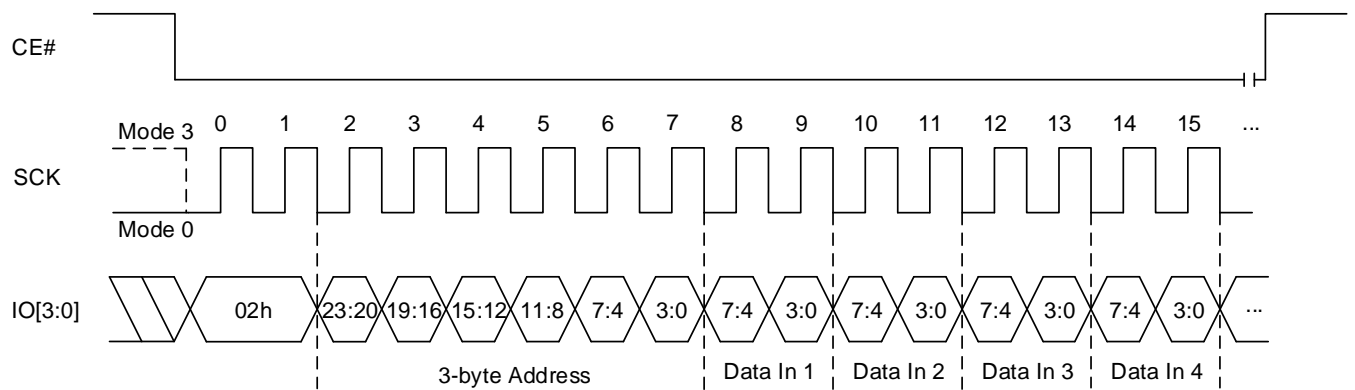 CE#
Mode 3 0 1 2 3 4 5 6 7 8 9 10 11 12 13 14 15 ...
SCK
Mode 0
IO[3:0] 02h 23:20 19:16 15:12 11:8 7:4 3:0 7:4 3:0 7:4 3:0 7:4 3:0 7:4 3:0 ...
3-byte Address Data In 1 Data In 2 Data In 3 Data In 4